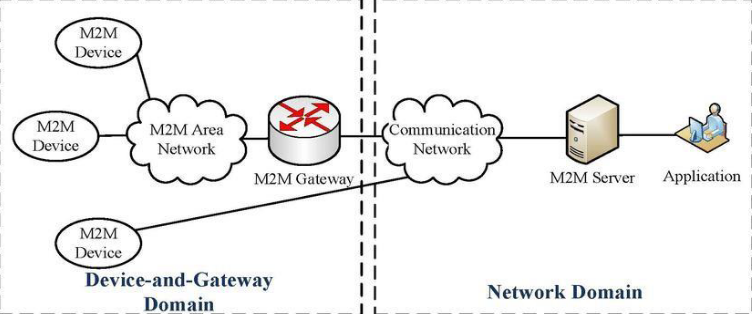 M2M
Device
M2M
Device
M2M Area
Network
M2M Gateway
M2M
Device
Device-and-Gateway
Domain
Communication
Network
M2M Server
Application
Network Domain